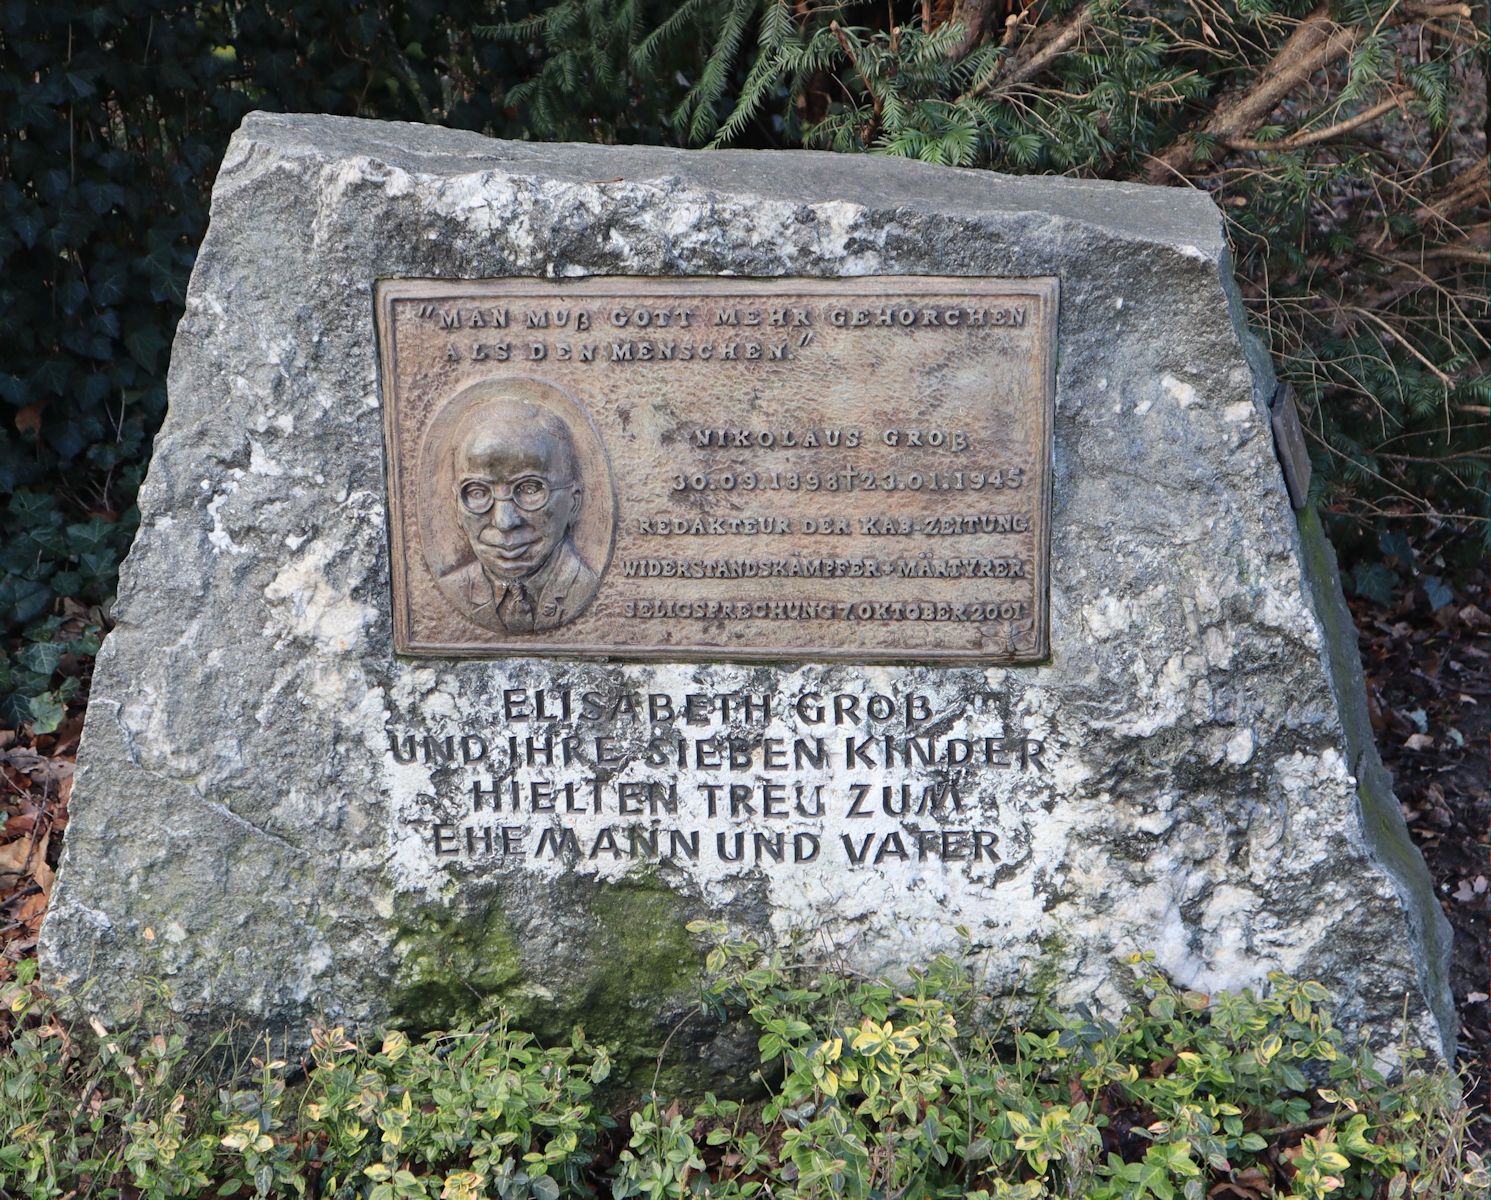 "MAN MUß GOTT MEHR GEHORCHEN
ALS DEN MENSCHEN."
NIKOLAUS GROß
30.09.1898†23.01.1945
REDAKTEUR DER KAB-ZEITUNG
WIDERSTANDSKÄMPFER+MÄRTYRER
SELIGSPRECHUNG 7.OKTOBER 2001
ELISABETH GROß
UND IHRE SIEBEN KINDER
HIELTEN TREU ZUM
EHEMANN UND VATER